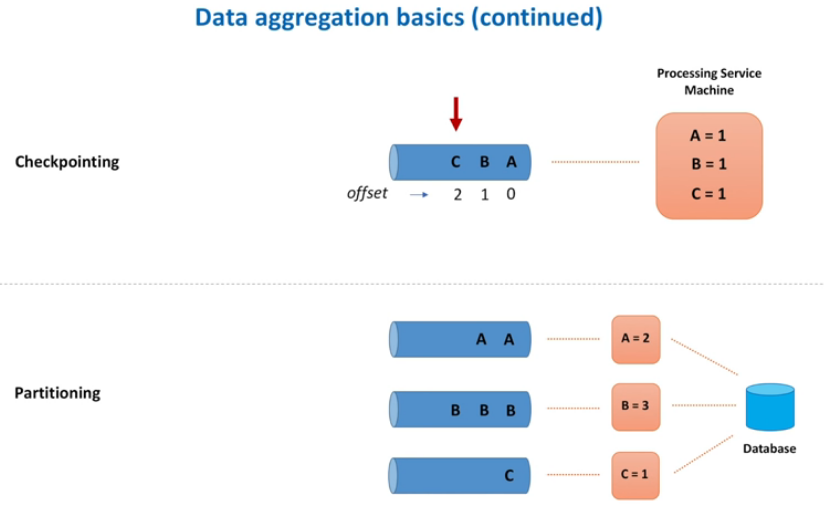 Data aggregation basics (continued)
Processing Service
Machine
Checkpointing
C B A
offset → 2 1 0
A = 1
B = 1
C = 1
Partitioning
A A
A = 2
B B B
B = 3
C
C = 1
Database